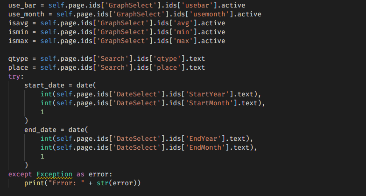 use_bar = self.page.ids['GraphSelect'].ids['usebar'].active
use_month = self.page.ids['GraphSelect'].ids['usemonth'].active
isavg = self.page.ids['GraphSelect'].ids['avg'].active
ismin = self.page.ids['GraphSelect'].ids['min'].active
ismax = self.page.ids['GraphSelect'].ids['max'].active

qtype = self.page.ids['Search'].ids['qtype'].text
place = self.page.ids['Search'].ids['place'].text
try:
    start_date = date(
        int(self.page.ids['DateSelect'].ids['StartYear'].text),
        int(self.page.ids['DateSelect'].ids['StartMonth'].text),
        1
    )
    end_date = date(
        int(self.page.ids['DateSelect'].ids['EndYear'].text),
        int(self.page.ids['DateSelect'].ids['EndMonth'].text),
        1
    )
except Exception as error:
    print("Error: " + str(error))